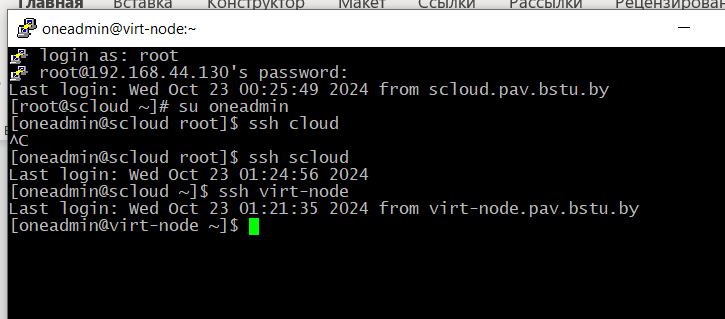 Главная Вставка Конструктор Макет Ссылки Рассылки Рецензирован
oneadmin@virt-node:~
login as: root
root@192.168.44.130's password:
Last login: Wed Oct 23 00:25:49 2024 from scloud.pav.bstu.by
[root@scloud ~]# su oneadmin
[oneadmin@scloud root]$ ssh cloud
^C
[oneadmin@scloud root]$ ssh scloud
Last login: Wed Oct 23 01:24:56 2024
[oneadmin@scloud ~]$ ssh virt-node
Last login: Wed Oct 23 01:21:35 2024 from virt-node.pav.bstu.by
[oneadmin@virt-node ~]$